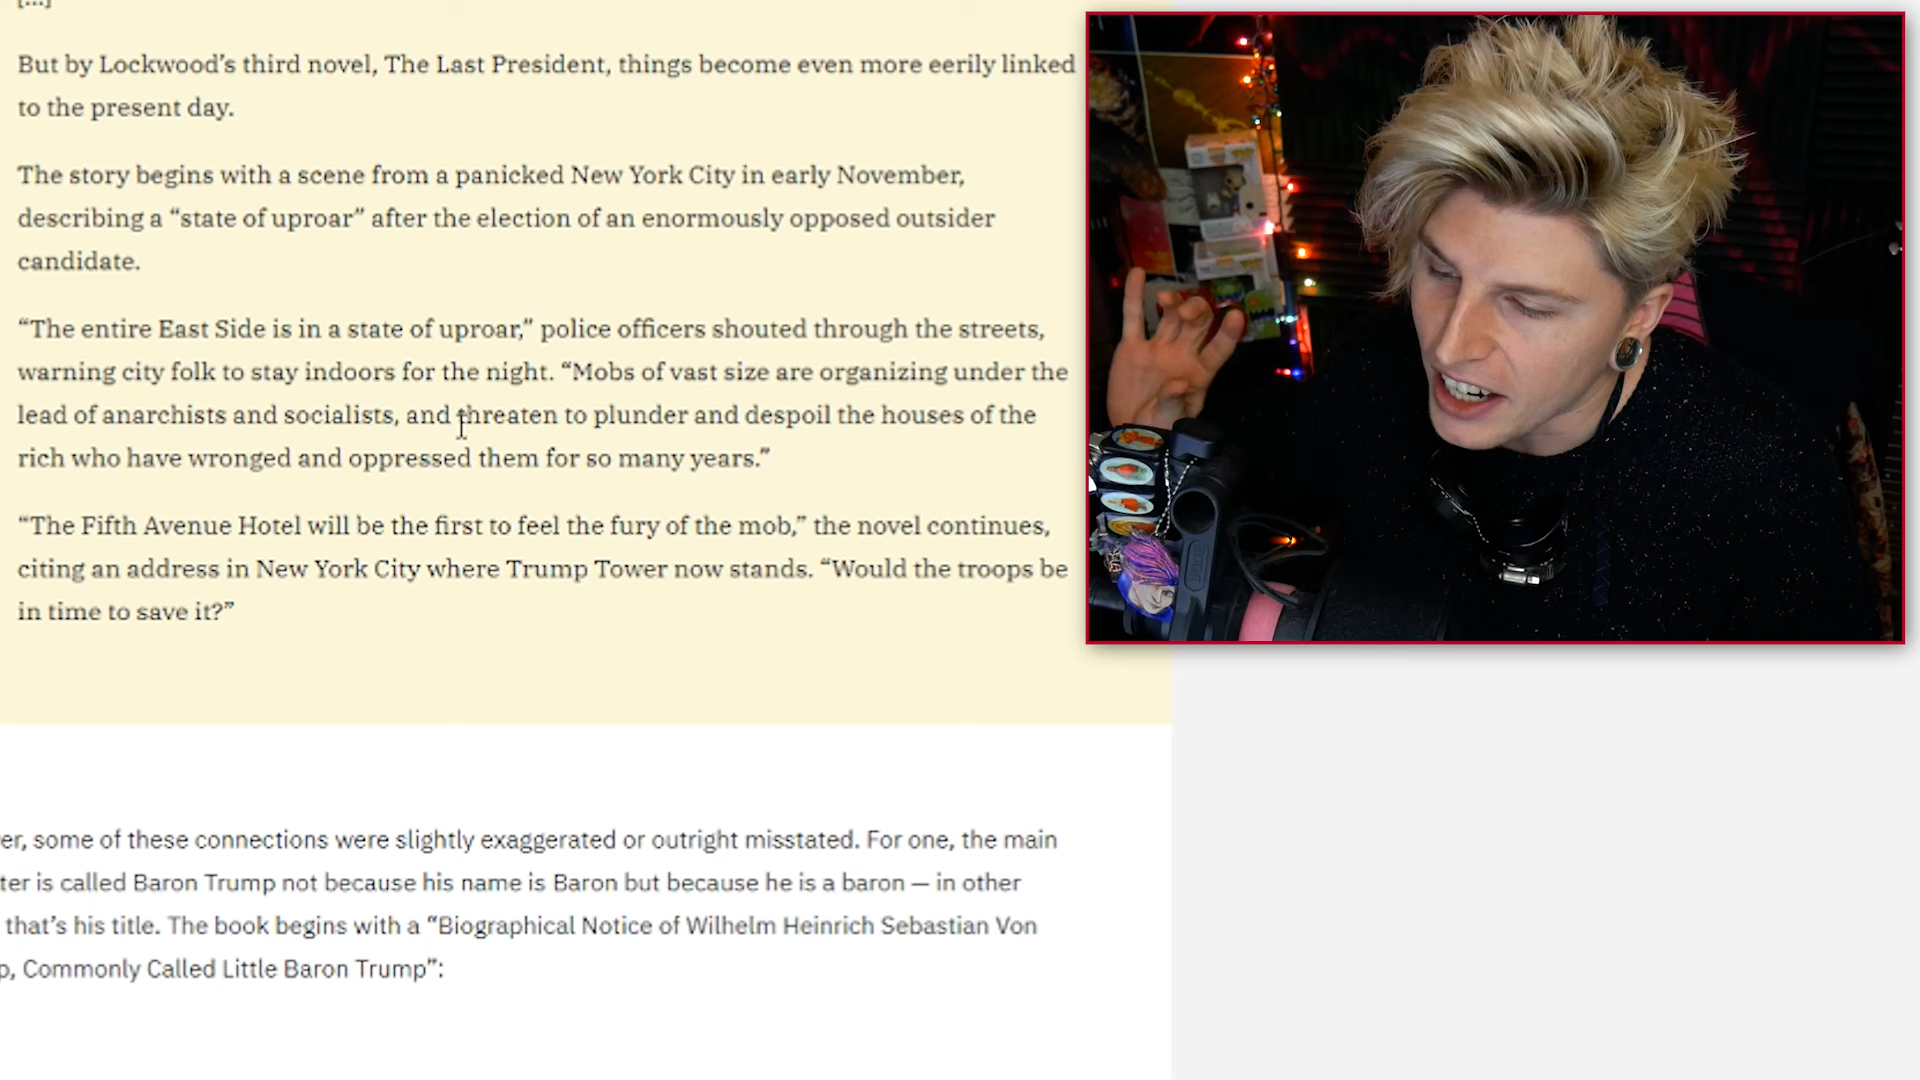 [...]
But by Lockwood’s third novel, The Last President, things become even more eerily linked
to the present day.
The story begins with a scene from a panicked New York City in early November,
describing a “state of uproar” after the election of an enormously opposed outsider
candidate.
“The entire East Side is in a state of uproar,” police officers shouted through the streets,
warning city folk to stay indoors for the night. “Mobs of vast size are organizing under the
lead of anarchists and socialists, and threaten to plunder and despoil the houses of the
rich who have wronged and oppressed them for so many years.”
“The Fifth Avenue Hotel will be the first to feel the fury of the mob,” the novel continues,
citing an address in New York City where Trump Tower now stands. “Would the troops be
in time to save it?”
er, some of these connections were slightly exaggerated or outright misstated. For one, the main
ter is called Baron Trump not because his name is Baron but because he is a baron — in other
that’s his title. The book begins with a “Biographical Notice of Wilhelm Heinrich Sebastian Von
p, Commonly Called Little Baron Trump”: